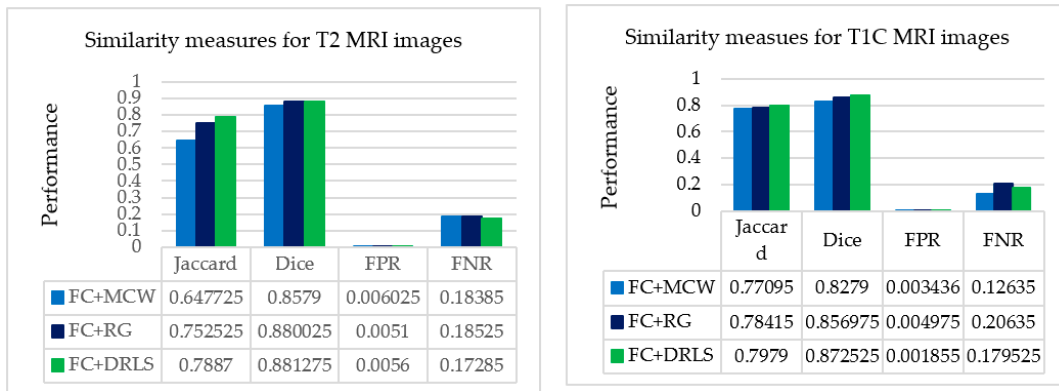 Similarity measures for T2 MRI images
Performance
1
0.9
0.8
0.7
0.6
0.5
0.4
0.3
0.2
0.1
0
Jaccard Dice FPR FNR
FC+MCW 0.647725 0.8579 0.006025 0.18385
FC+RG 0.752525 0.880025 0.0051 0.18525
FC+DRLS 0.7887 0.881275 0.0056 0.17285
Similarity measues for T1C MRI images
Performance
1
0.8
0.6
0.4
0.2
0
Jaccar
d
Dice FPR FNR
FC+MCW 0.77095 0.8279 0.003436 0.12635
FC+RG 0.78415 0.856975 0.004975 0.20635
FC+DRLS 0.7979 0.872525 0.001855 0.179525